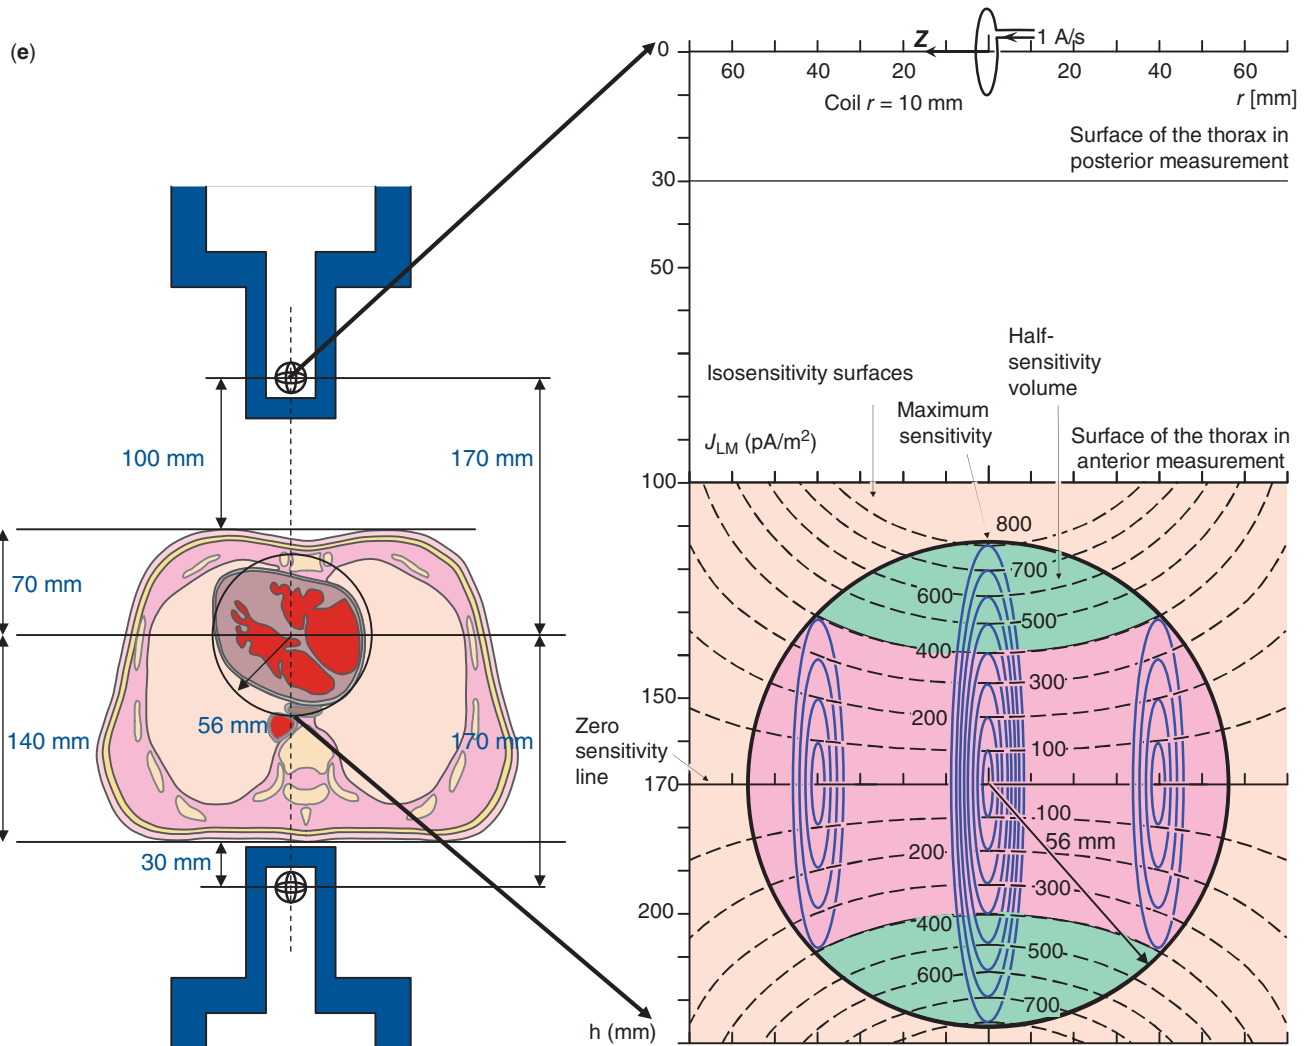 (e)
100 mm
170 mm
70 mm
56 mm
140 mm
170 mm
30 mm
0
Z
1 A/s
60
40
20
20
40
60
Coil r = 10 mm
r [mm]
Surface of the thorax in
posterior measurement
30
50
Half-
sensitivity
volume
Isosensitivity surfaces
Maximum
sensitivity
J_LM (pA/m²)
Surface of the thorax in
anterior measurement
100
800
700
600
500
400
300
200
100
150
Zero
sensitivity
line
170
100
56 mm
200
300
200
400
500
600
700
h (mm)